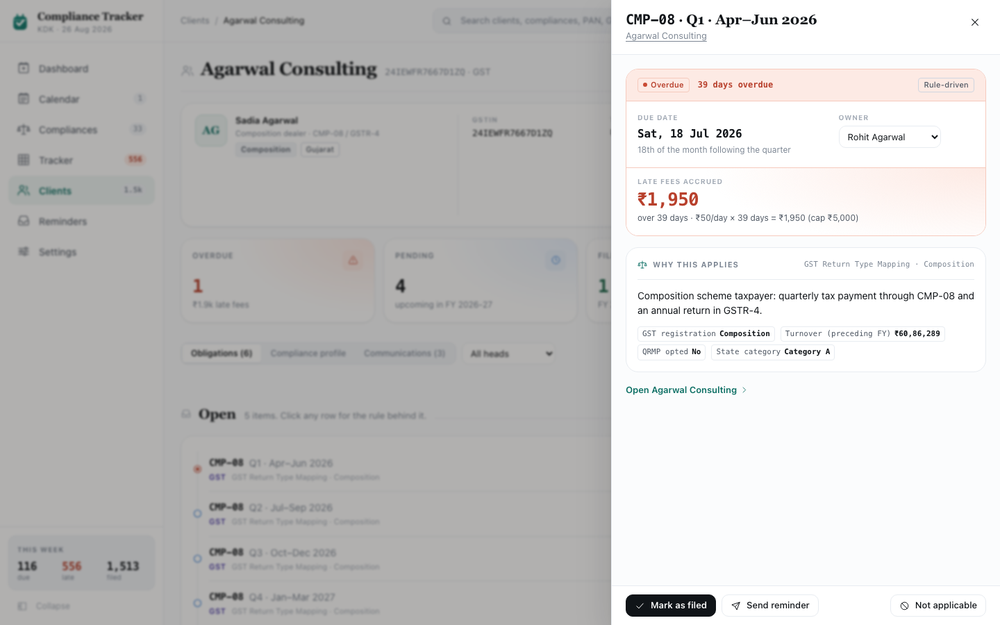 Compliance Tracker
KDK · 26 Aug 2026
Dashboard
Calendar 1
Compliances 33
Tracker 556
Clients 1.5k
Reminders
Settings
THIS WEEK
116 556 1,513
due late filed
Collapse
Clients / Agarwal Consulting
Search clients, compliances, PAN, G
Agarwal Consulting 24IEWFR7667D1ZQ · GST
AG
Sadia Agarwal
Composition dealer · CMP-08 / GSTR-4
Composition Gujarat
GSTIN
24IEWFR7667D1ZQ
OVERDUE
1
₹1.9k late fees
PENDING
4
upcoming in FY 2026-27
FIL
1
FY
Obligations (6) Compliance profile Communications (3) All heads
Open 5 items. Click any row for the rule behind it.
CMP-08 Q1 · Apr–Jun 2026
GST GST Return Type Mapping · Composition
CMP-08 Q2 · Jul–Sep 2026
GST GST Return Type Mapping · Composition
CMP-08 Q3 · Oct–Dec 2026
GST GST Return Type Mapping · Composition
CMP-08 Q4 · Jan–Mar 2027
GST GST Return Type Mapping · Composition
CMP-08 · Q1 · Apr–Jun 2026
Agarwal Consulting
Overdue 39 days overdue Rule-driven
DUE DATE
Sat, 18 Jul 2026
18th of the month following the quarter
OWNER
Rohit Agarwal
LATE FEES ACCRUED
₹1,950
over 39 days · ₹50/day × 39 days = ₹1,950 (cap ₹5,000)
WHY THIS APPLIES GST Return Type Mapping · Composition
Composition scheme taxpayer: quarterly tax payment through CMP-08 and
an annual return in GSTR-4.
GST registration Composition Turnover (preceding FY) ₹60,86,289
QRMP opted No State category Category A
Open Agarwal Consulting
Mark as filed Send reminder Not applicable